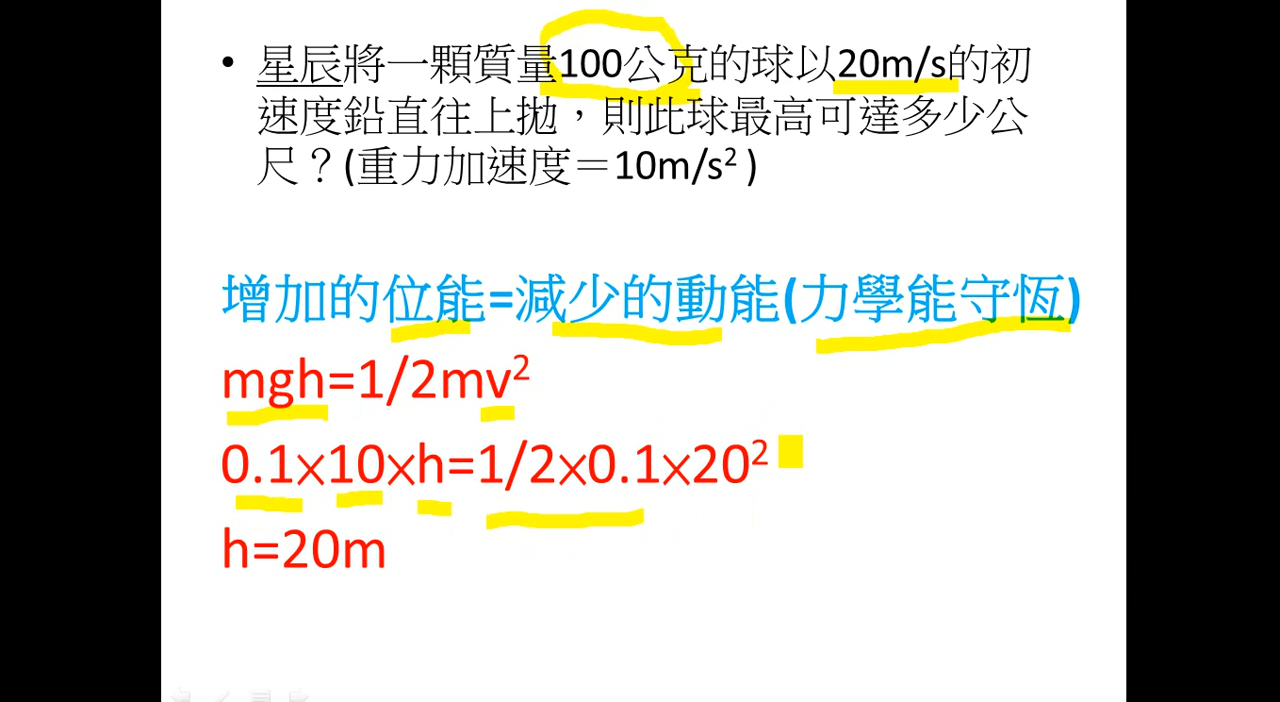 • 星辰將一顆質量100公克的球以20m/s的初
速度鉛直往上拋，則此球最高可達多少公
尺？(重力加速度＝10m/s² )
增加的位能=減少的動能(力學能守恆)
mgh=1/2mv²
0.1×10×h=1/2×0.1×20²
h=20m